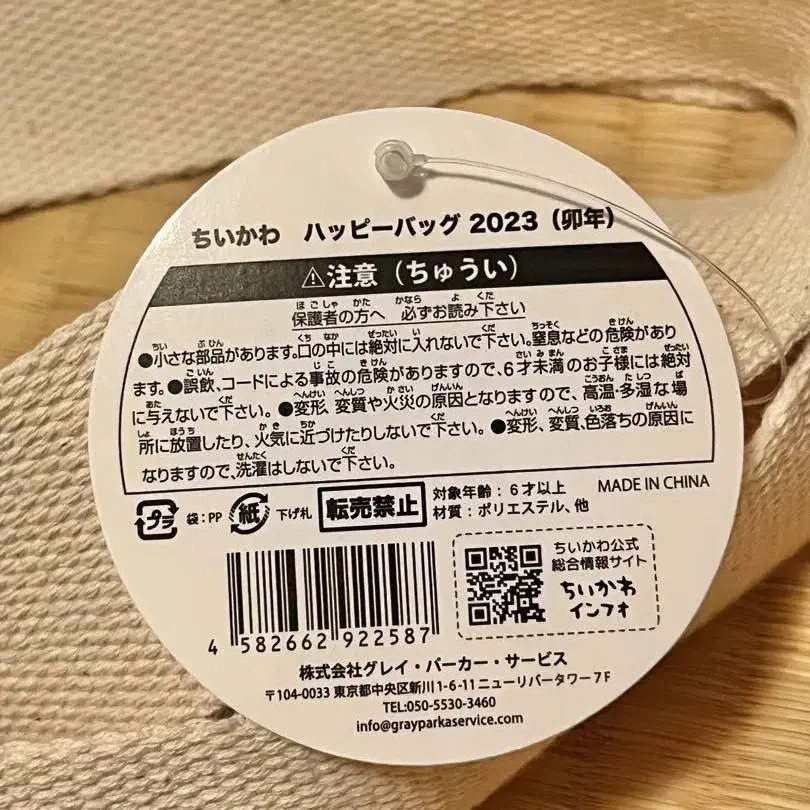 ちいかわ ハッピーバッグ 2023（卯年）
⚠注意（ちゅうい）
保護者の方へ 必ずお読み下さい
●小さな部品があります。口の中には絶対に入れないで下さい。窒息などの危険があり
ます。●誤飲、コードによる事故の危険がありますので、6才未満のお子様には絶対
に与えないで下さい。●変形、変質や火災の原因となりますので、高温・多湿な場
所に放置したり、火気に近づけたりしないで下さい。●変形、変質、色落ちの原因に
なりますので、洗濯はしないで下さい。
プラ 袋:PP 紙 下げ札 転売禁止 対象年齢：6才以上 MADE IN CHINA
材質：ポリエステル、他
ちいかわ公式
総合情報サイト
ちいかわ
インフォ
4 582662 922587
株式会社グレイ・パーカー・サービス
〒104-0033 東京都中央区新川1-6-11 ニューリバータワー7F
TEL:050-5530-3460
info@grayparkaservice.com